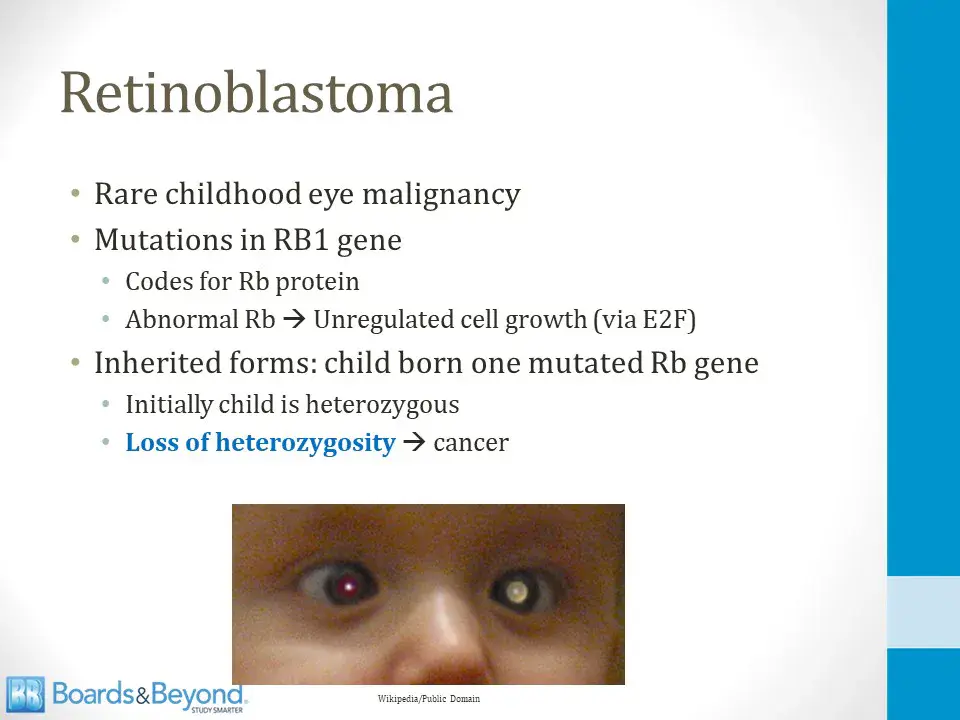 Retinoblastoma
• Rare childhood eye malignancy
• Mutations in RB1 gene
• Codes for Rb protein
• Abnormal Rb → Unregulated cell growth (via E2F)
• Inherited forms: child born one mutated Rb gene
• Initially child is heterozygous
• Loss of heterozygosity → cancer
BB Boards&Beyond®
STUDY SMARTER
Wikipedia/Public Domain